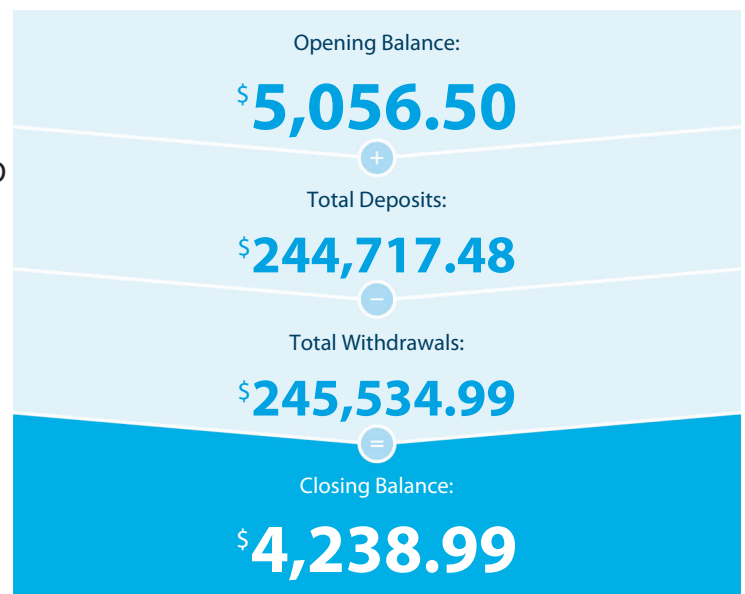 Opening Balance:
$5,056.50
+
Total Deposits:
$244,717.48
−
Total Withdrawals:
$245,534.99
=
Closing Balance:
$4,238.99